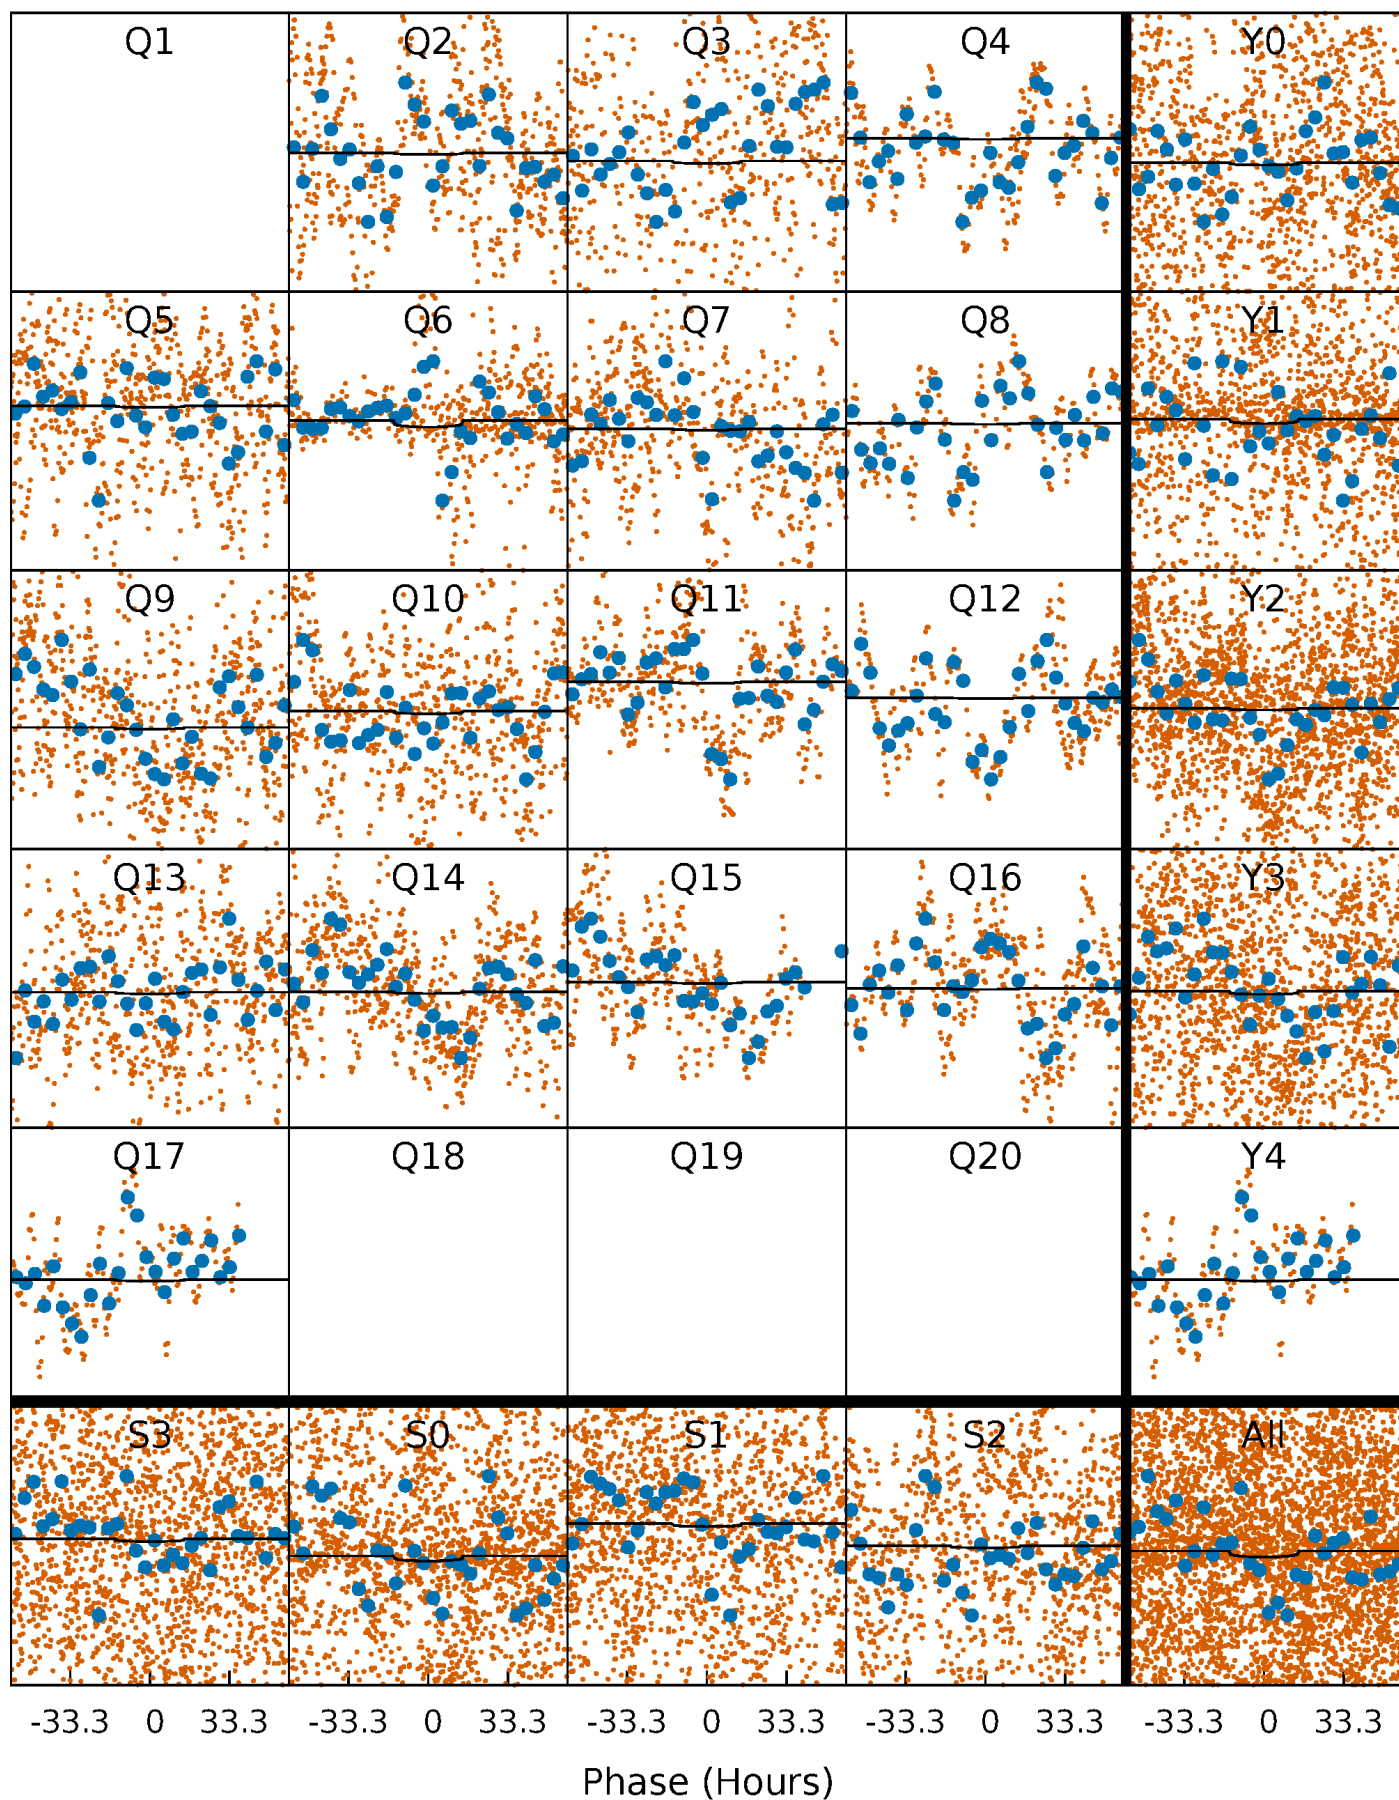 Q1 Q2 Q3 Q4 Y0
Q5 Q6 Q7 Q8 Y1
Q9 Q10 Q11 Q12 Y2
Q13 Q14 Q15 Q16 Y3
Q17 Q18 Q19 Q20 Y4
S3 S0 S1 S2 All
-33.3 0 33.3 -33.3 0 33.3 -33.3 0 33.3 -33.3 0 33.3 -33.3 0 33.3
Phase (Hours)